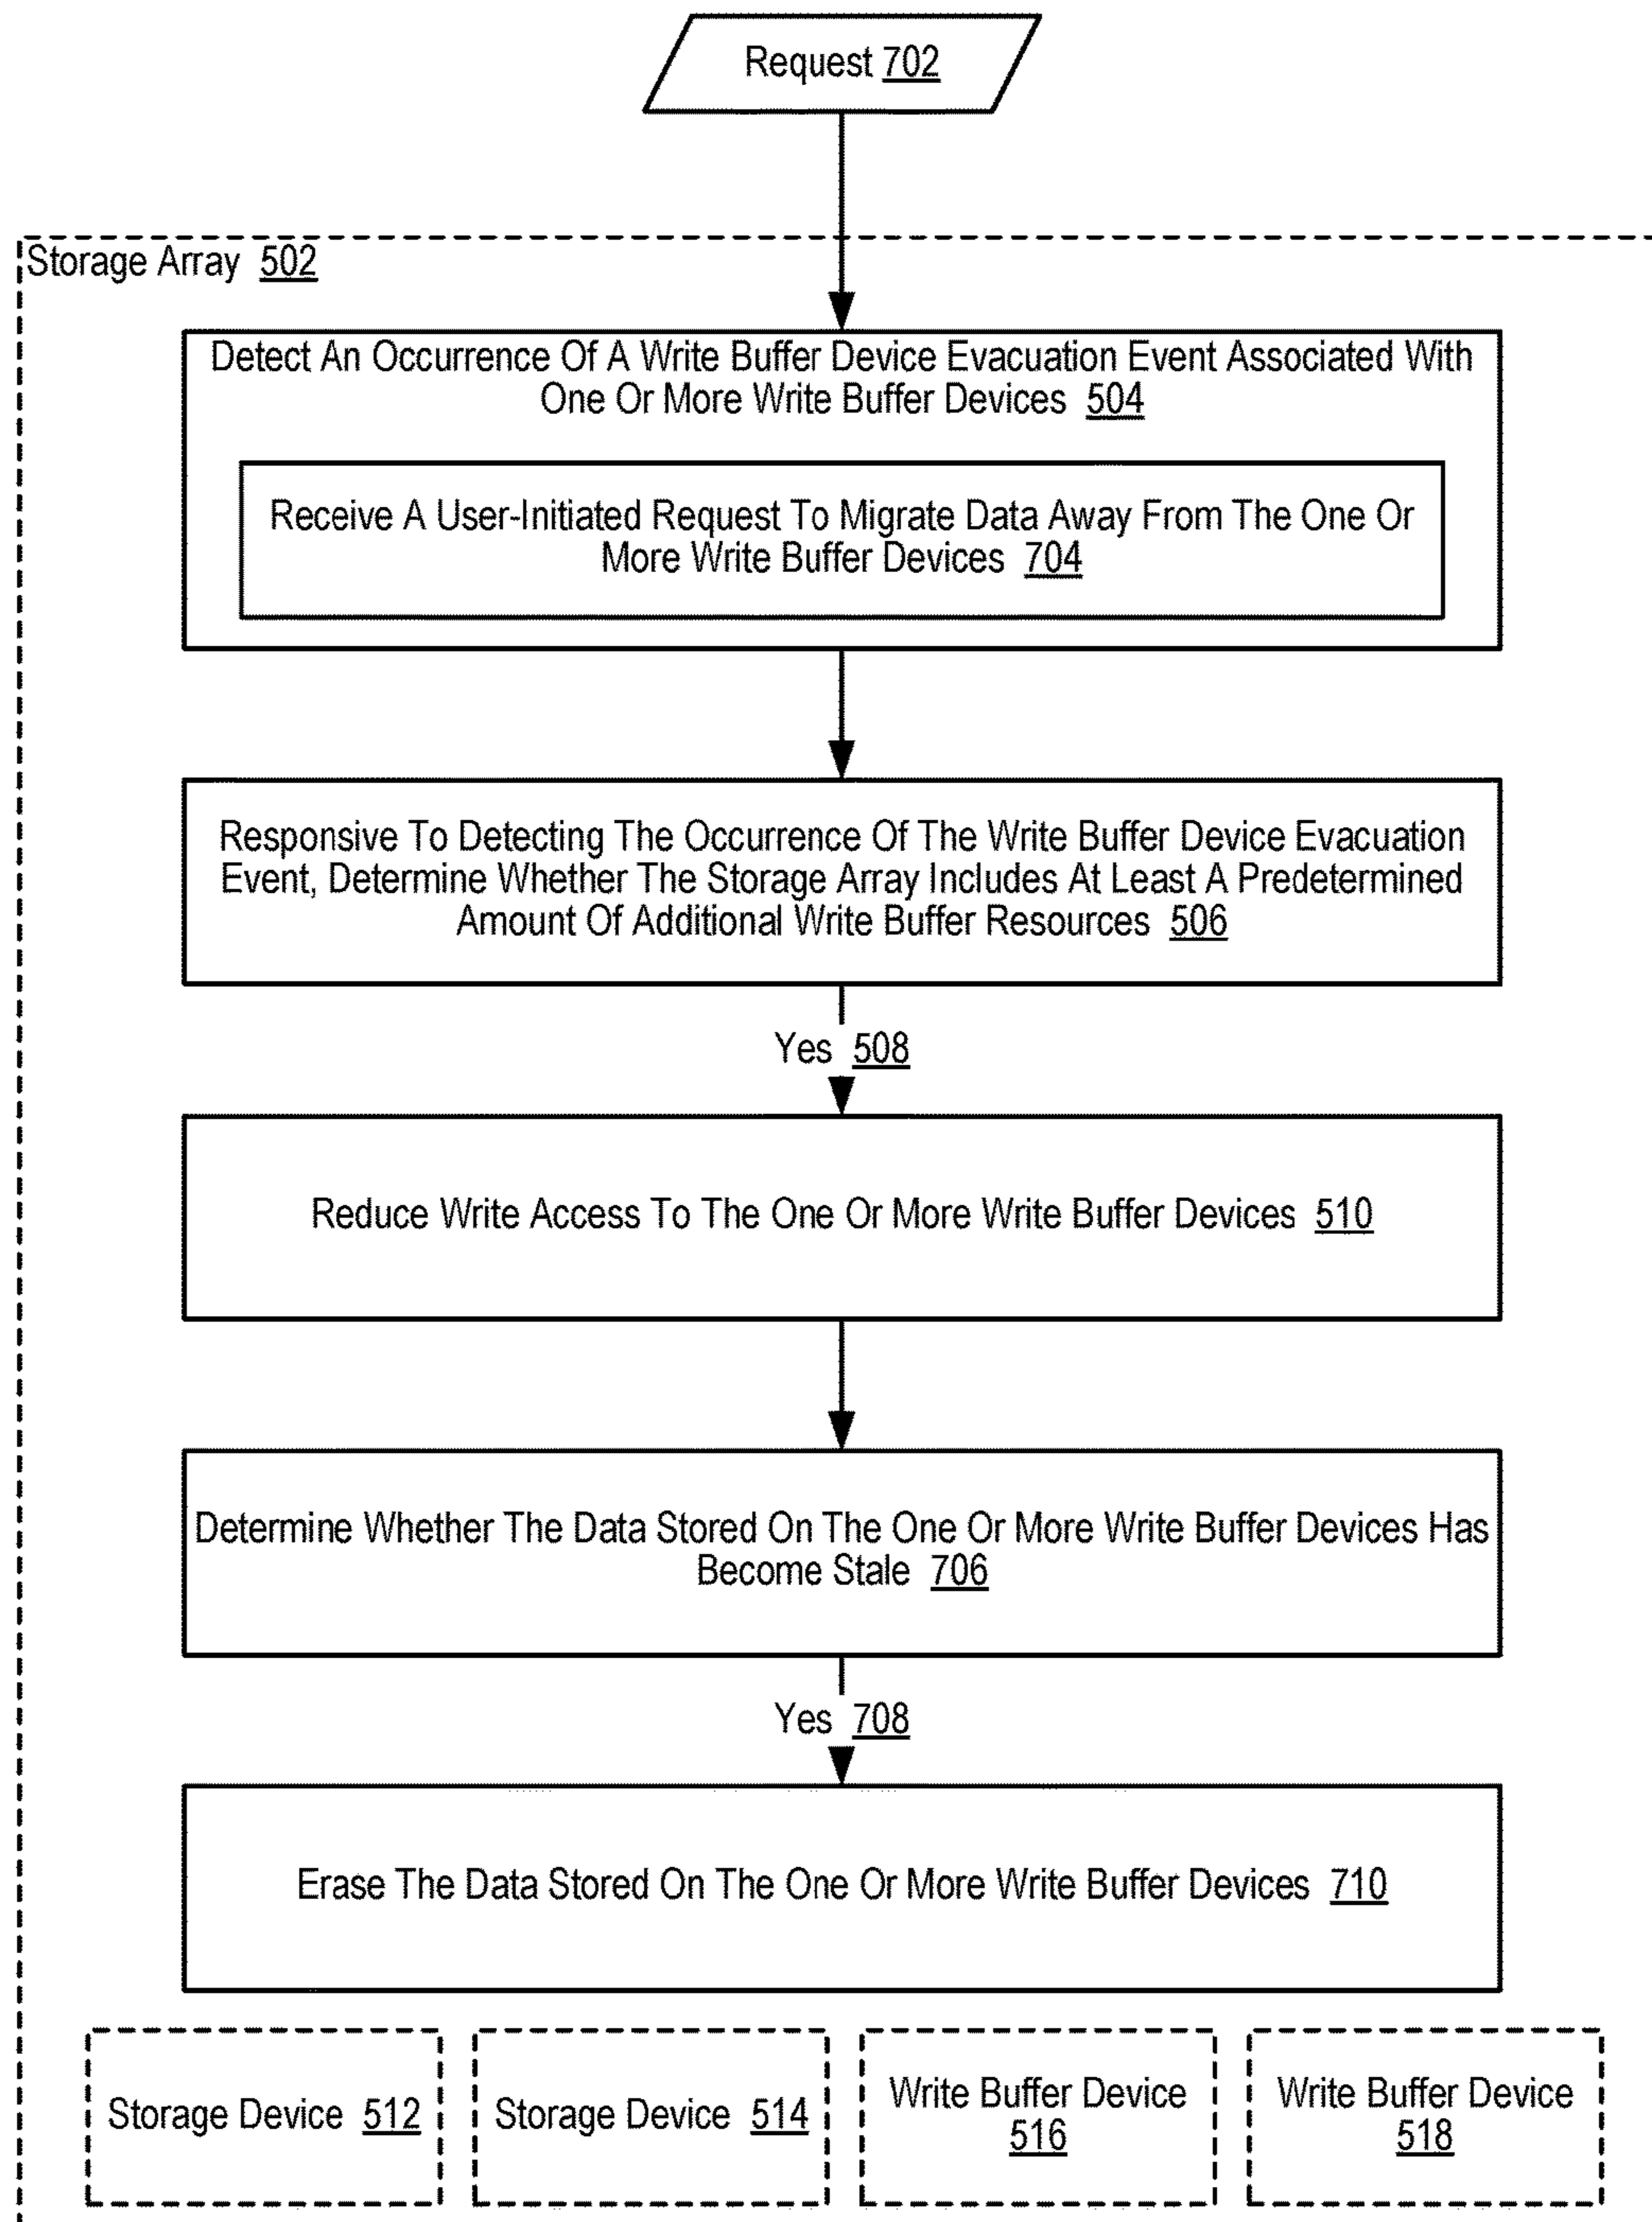 Request 702
Storage Array 502
Detect An Occurrence Of A Write Buffer Device Evacuation Event Associated With
One Or More Write Buffer Devices 504
Receive A User-Initiated Request To Migrate Data Away From The One Or
More Write Buffer Devices 704
Responsive To Detecting The Occurrence Of The Write Buffer Device Evacuation
Event, Determine Whether The Storage Array Includes At Least A Predetermined
Amount Of Additional Write Buffer Resources 506
Yes 508
Reduce Write Access To The One Or More Write Buffer Devices 510
Determine Whether The Data Stored On The One Or More Write Buffer Devices Has
Become Stale 706
Yes 708
Erase The Data Stored On The One Or More Write Buffer Devices 710
Storage Device 512
Storage Device 514
Write Buffer Device
516
Write Buffer Device
518